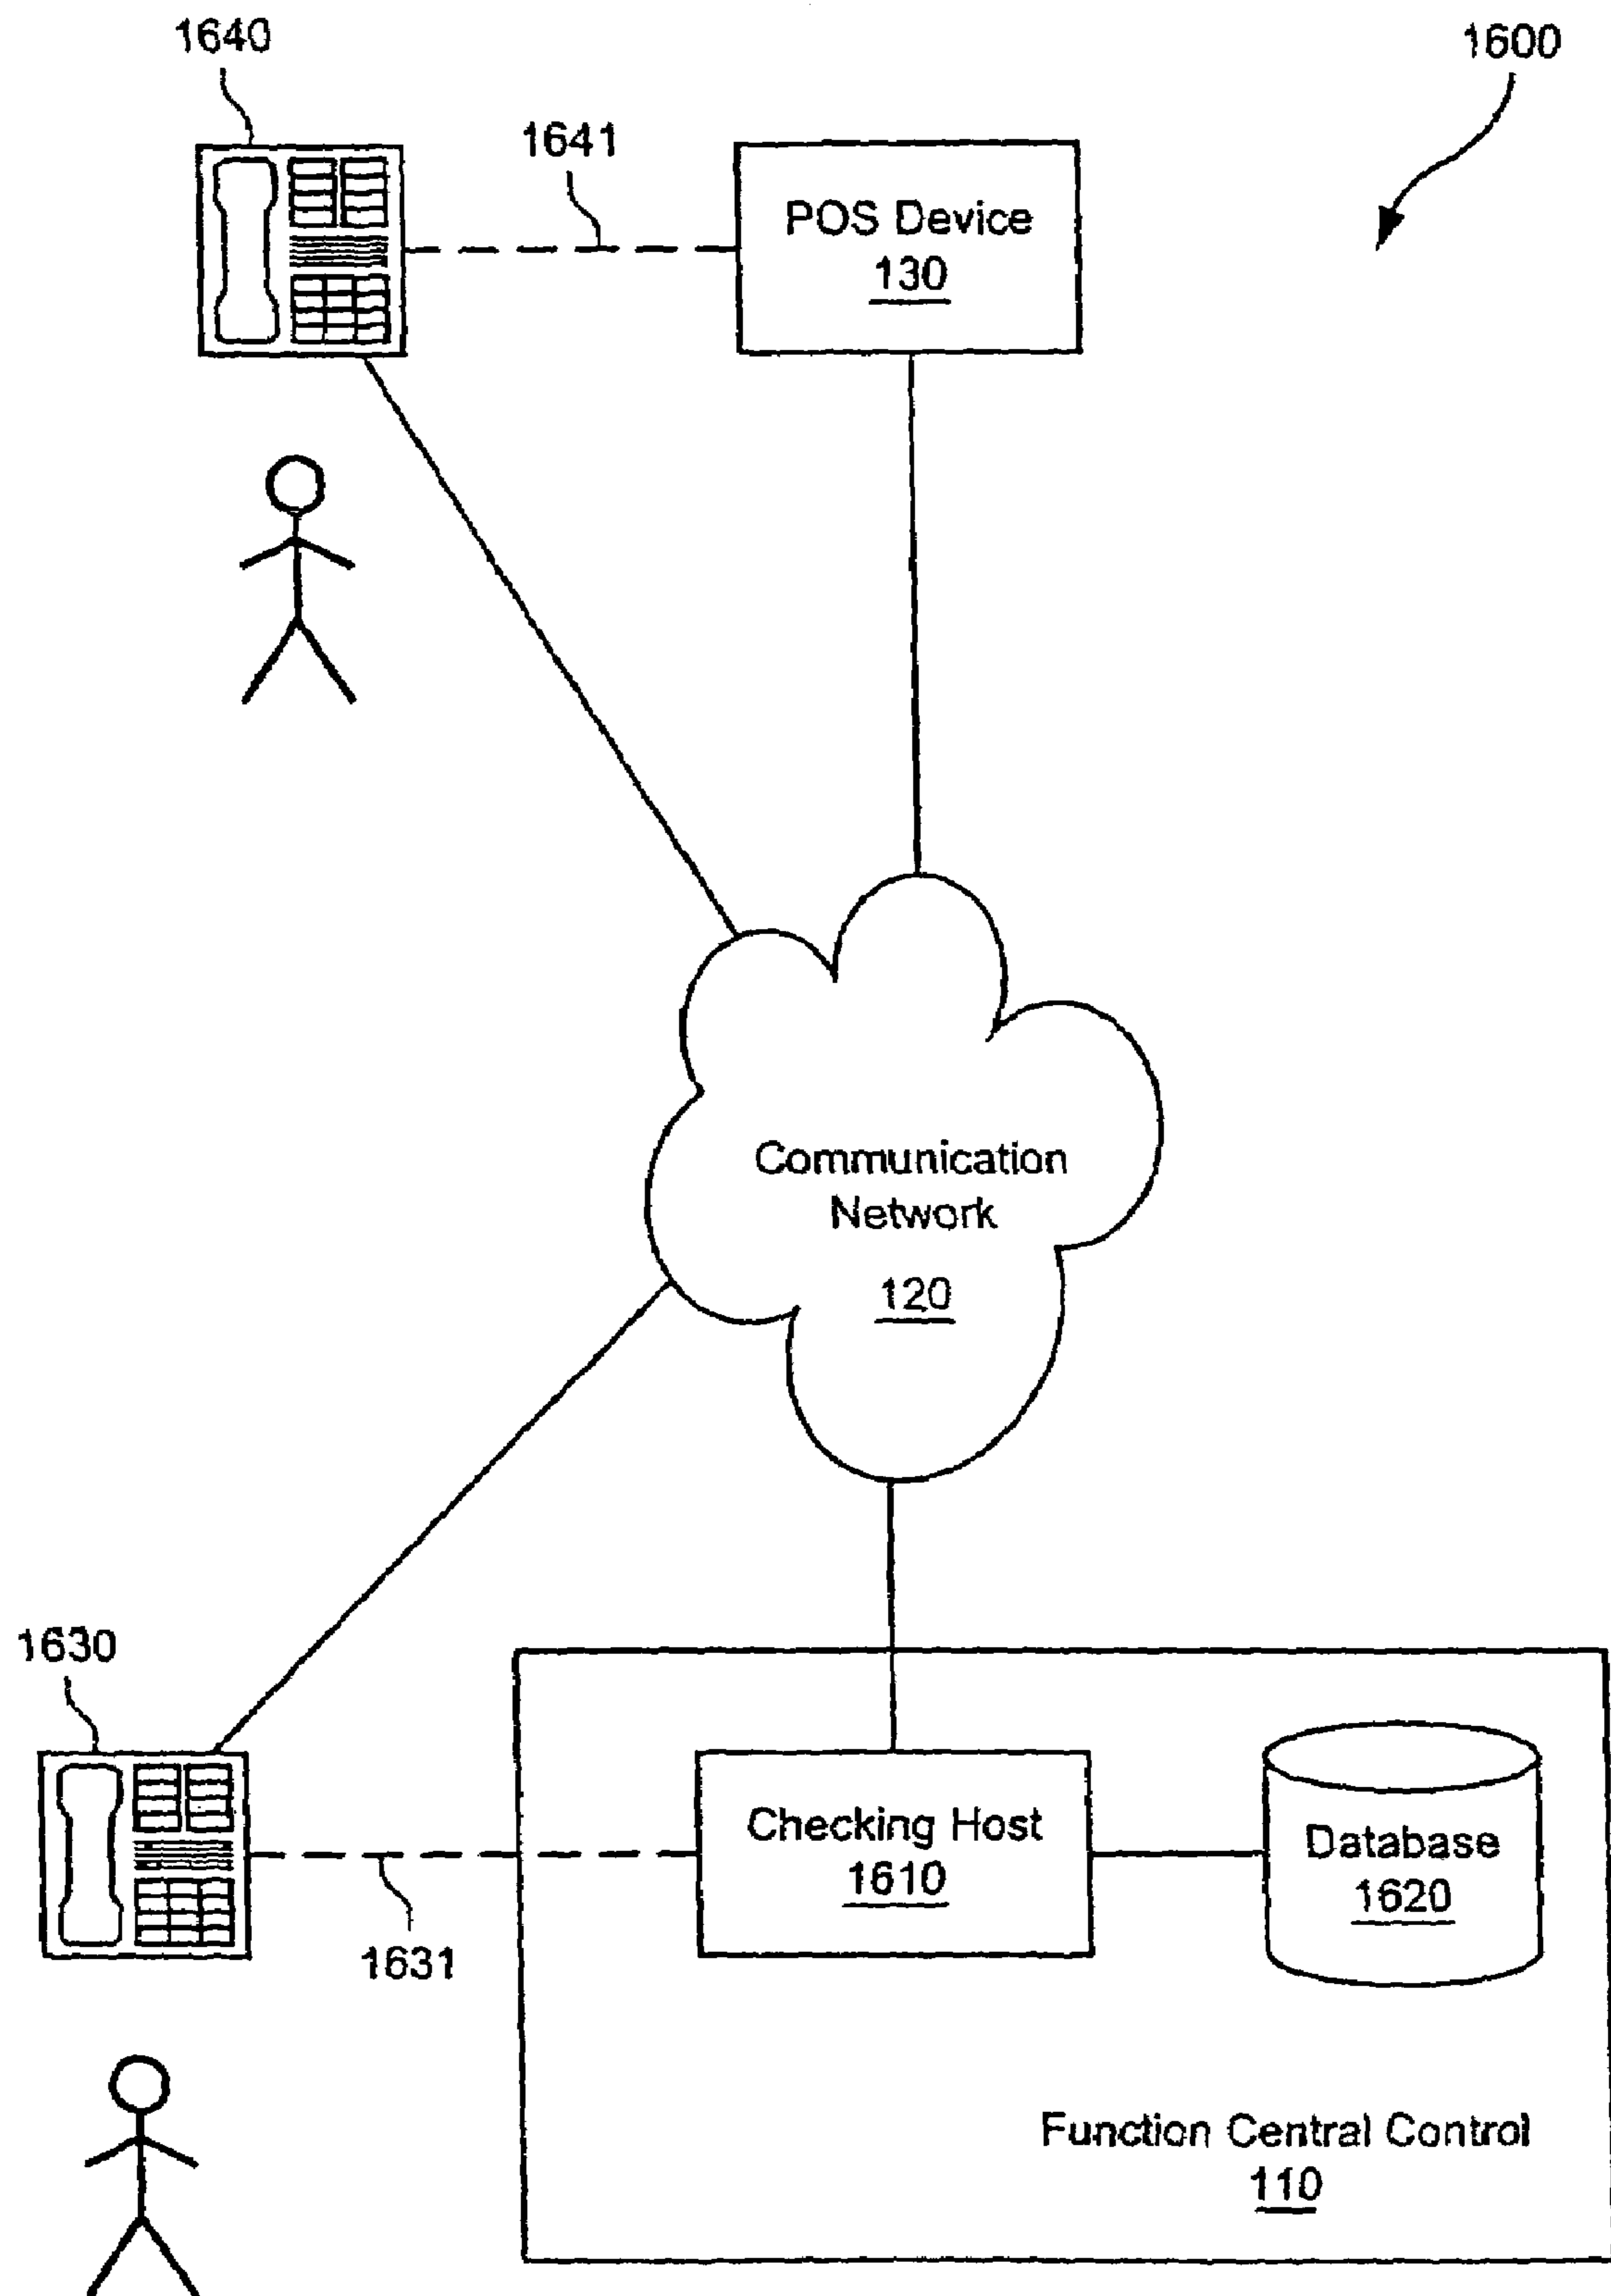 1640
1600
1641
POS Device
130
Communication
Network
120
1630
Checking Host
1610
Database
1620
1631
Function Central Control
110